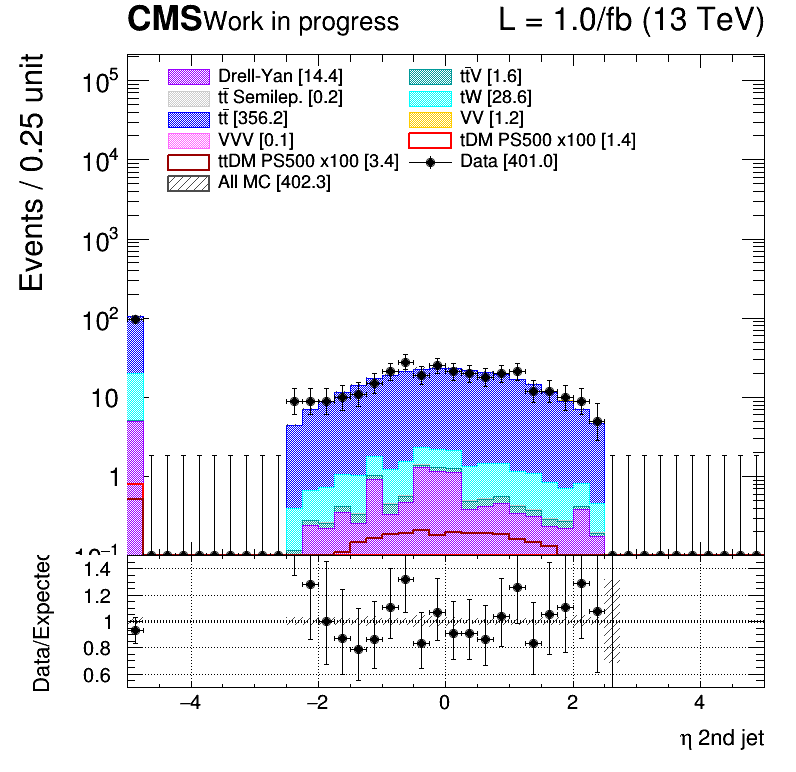 CMS Work in progress L = 1.0/fb (13 TeV)
Events / 0.25 unit
Drell-Yan [14.4] tt̄V [1.6]
tt̄ Semilep. [0.2] tW [28.6]
tt̄ [356.2] VV [1.2]
VVV [0.1] tDM PS500 x100 [1.4]
ttDM PS500 x100 [3.4] Data [401.0]
All MC [402.3]
10⁵
10⁴
10³
10²
10
1
10⁻¹
Data/Expected
1.4
1.2
1
0.8
0.6
−4 −2 0 2 4
η 2nd jet